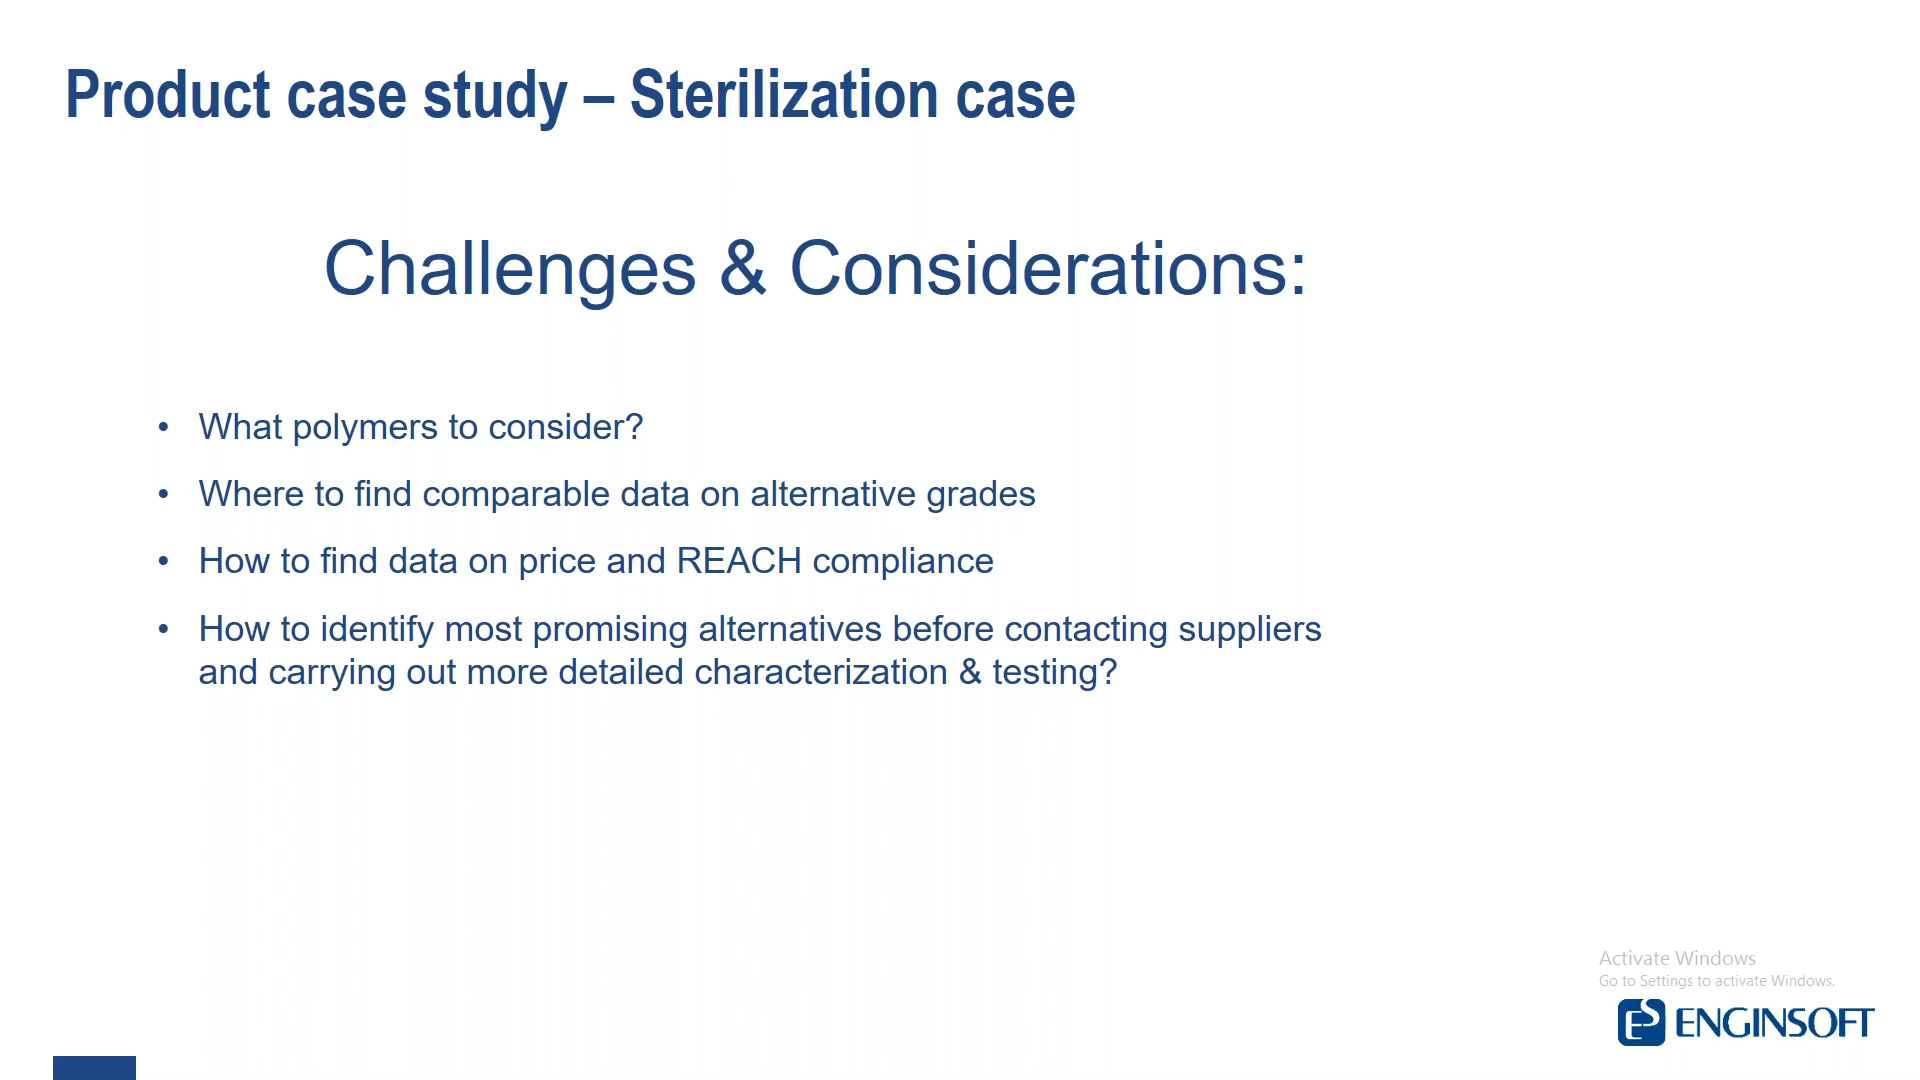 Product case study – Sterilization case
Challenges & Considerations:
• What polymers to consider?
• Where to find comparable data on alternative grades
• How to find data on price and REACH compliance
• How to identify most promising alternatives before contacting suppliers
and carrying out more detailed characterization & testing?
Activate Windows
Go to Settings to activate Windows.
ES ENGINSOFT